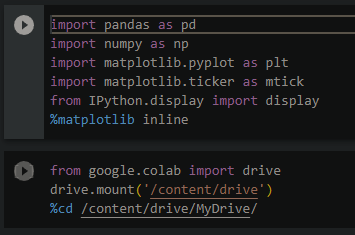 import pandas as pd
import numpy as np
import matplotlib.pyplot as plt
import matplotlib.ticker as mtick
from IPython.display import display
%matplotlib inline
from google.colab import drive
drive.mount('/content/drive')
%cd /content/drive/MyDrive/